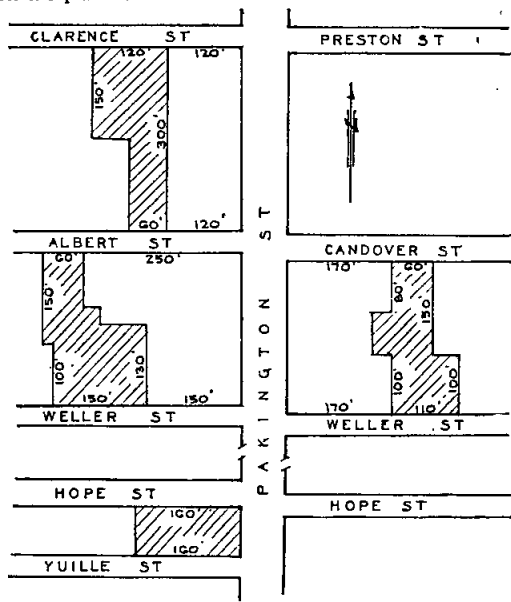 CLARENCE ST
PRESTON ST
120' 120'
150'
300'
60' 120'
ALBERT ST
CANDOVER ST
60' 250'
170' 60'
150'
80'
150'
100'
130'
100'
100'
150' 150'
170' 110'
WELLER ST
WELLER ST
PAKINGTON ST
HOPE ST
HOPE ST
160'
160'
YUILLE ST